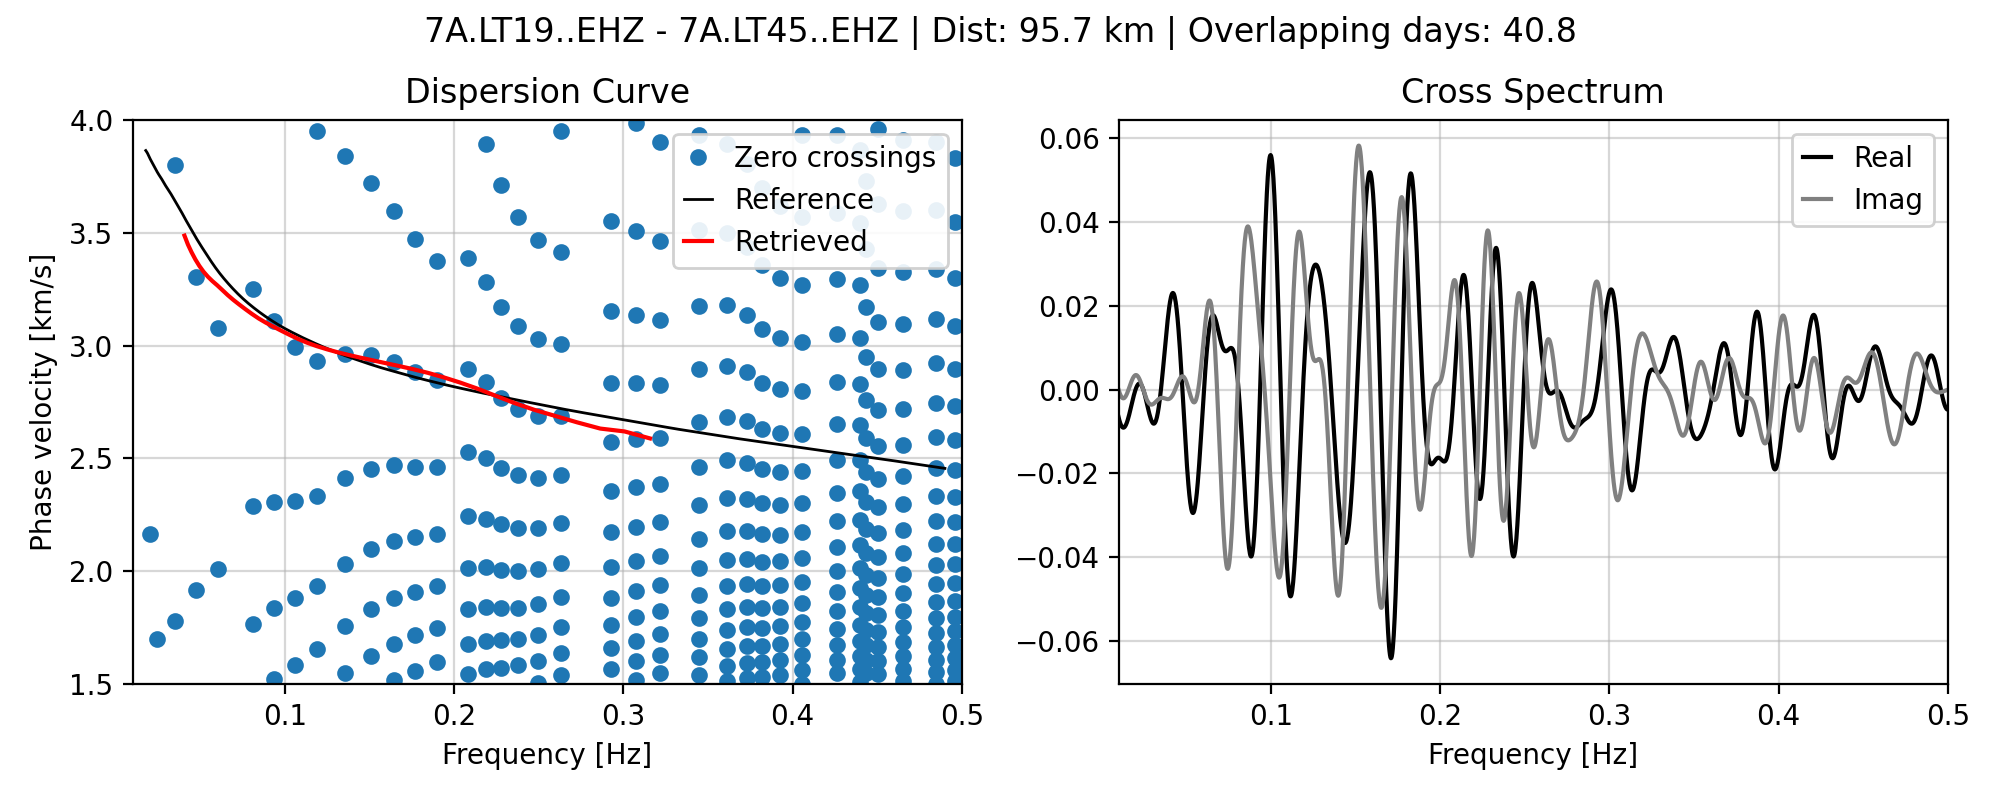 7A.LT19..EHZ - 7A.LT45..EHZ | Dist: 95.7 km | Overlapping days: 40.8
Dispersion Curve
Phase velocity [km/s]
4.0
3.5
3.0
2.5
2.0
1.5
0.1
0.2
0.3
0.4
0.5
Frequency [Hz]
Zero crossings
Reference
Retrieved
Cross Spectrum
0.06
0.04
0.02
0.00
−0.02
−0.04
−0.06
0.1
0.2
0.3
0.4
0.5
Frequency [Hz]
Real
Imag